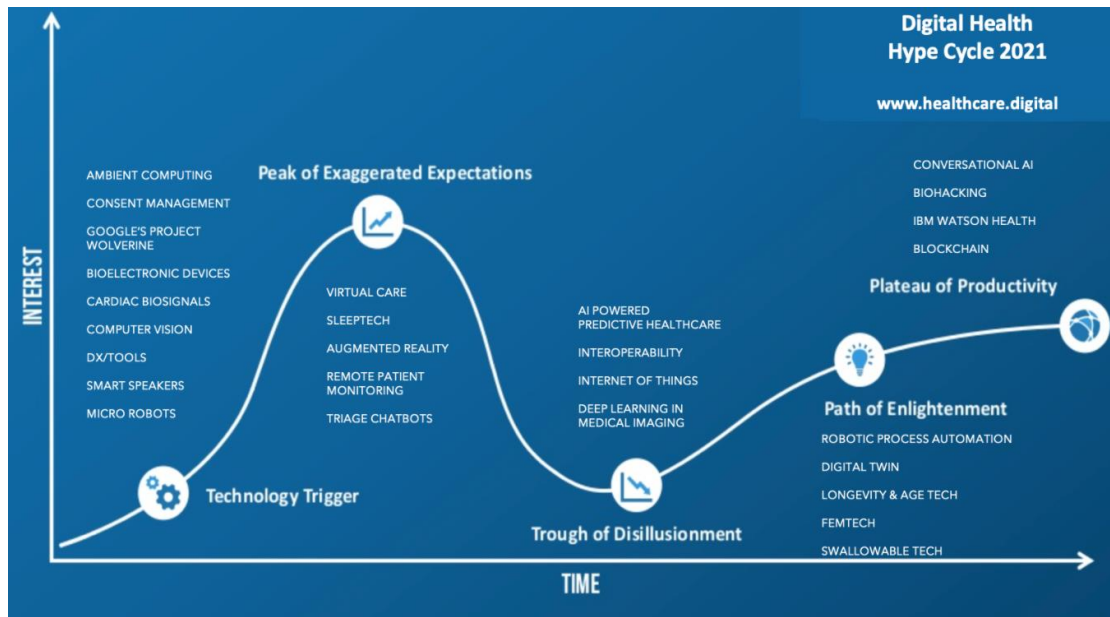 Digital Health
Hype Cycle 2021
www.healthcare.digital
INTEREST
AMBIENT COMPUTING
CONSENT MANAGEMENT
GOOGLE'S PROJECT
WOLVERINE
BIOELECTRONIC DEVICES
CARDIAC BIOSIGNALS
COMPUTER VISION
DX/TOOLS
SMART SPEAKERS
MICRO ROBOTS
Technology Trigger
Peak of Exaggerated Expectations
VIRTUAL CARE
SLEEPTECH
AUGMENTED REALITY
REMOTE PATIENT
MONITORING
TRIAGE CHATBOTS
AI POWERED
PREDICTIVE HEALTHCARE
INTEROPERABILITY
INTERNET OF THINGS
DEEP LEARNING IN
MEDICAL IMAGING
Trough of Disillusionment
CONVERSATIONAL AI
BIOHACKING
IBM WATSON HEALTH
BLOCKCHAIN
Plateau of Productivity
Path of Enlightenment
ROBOTIC PROCESS AUTOMATION
DIGITAL TWIN
LONGEVITY & AGE TECH
FEMTECH
SWALLOWABLE TECH
TIME